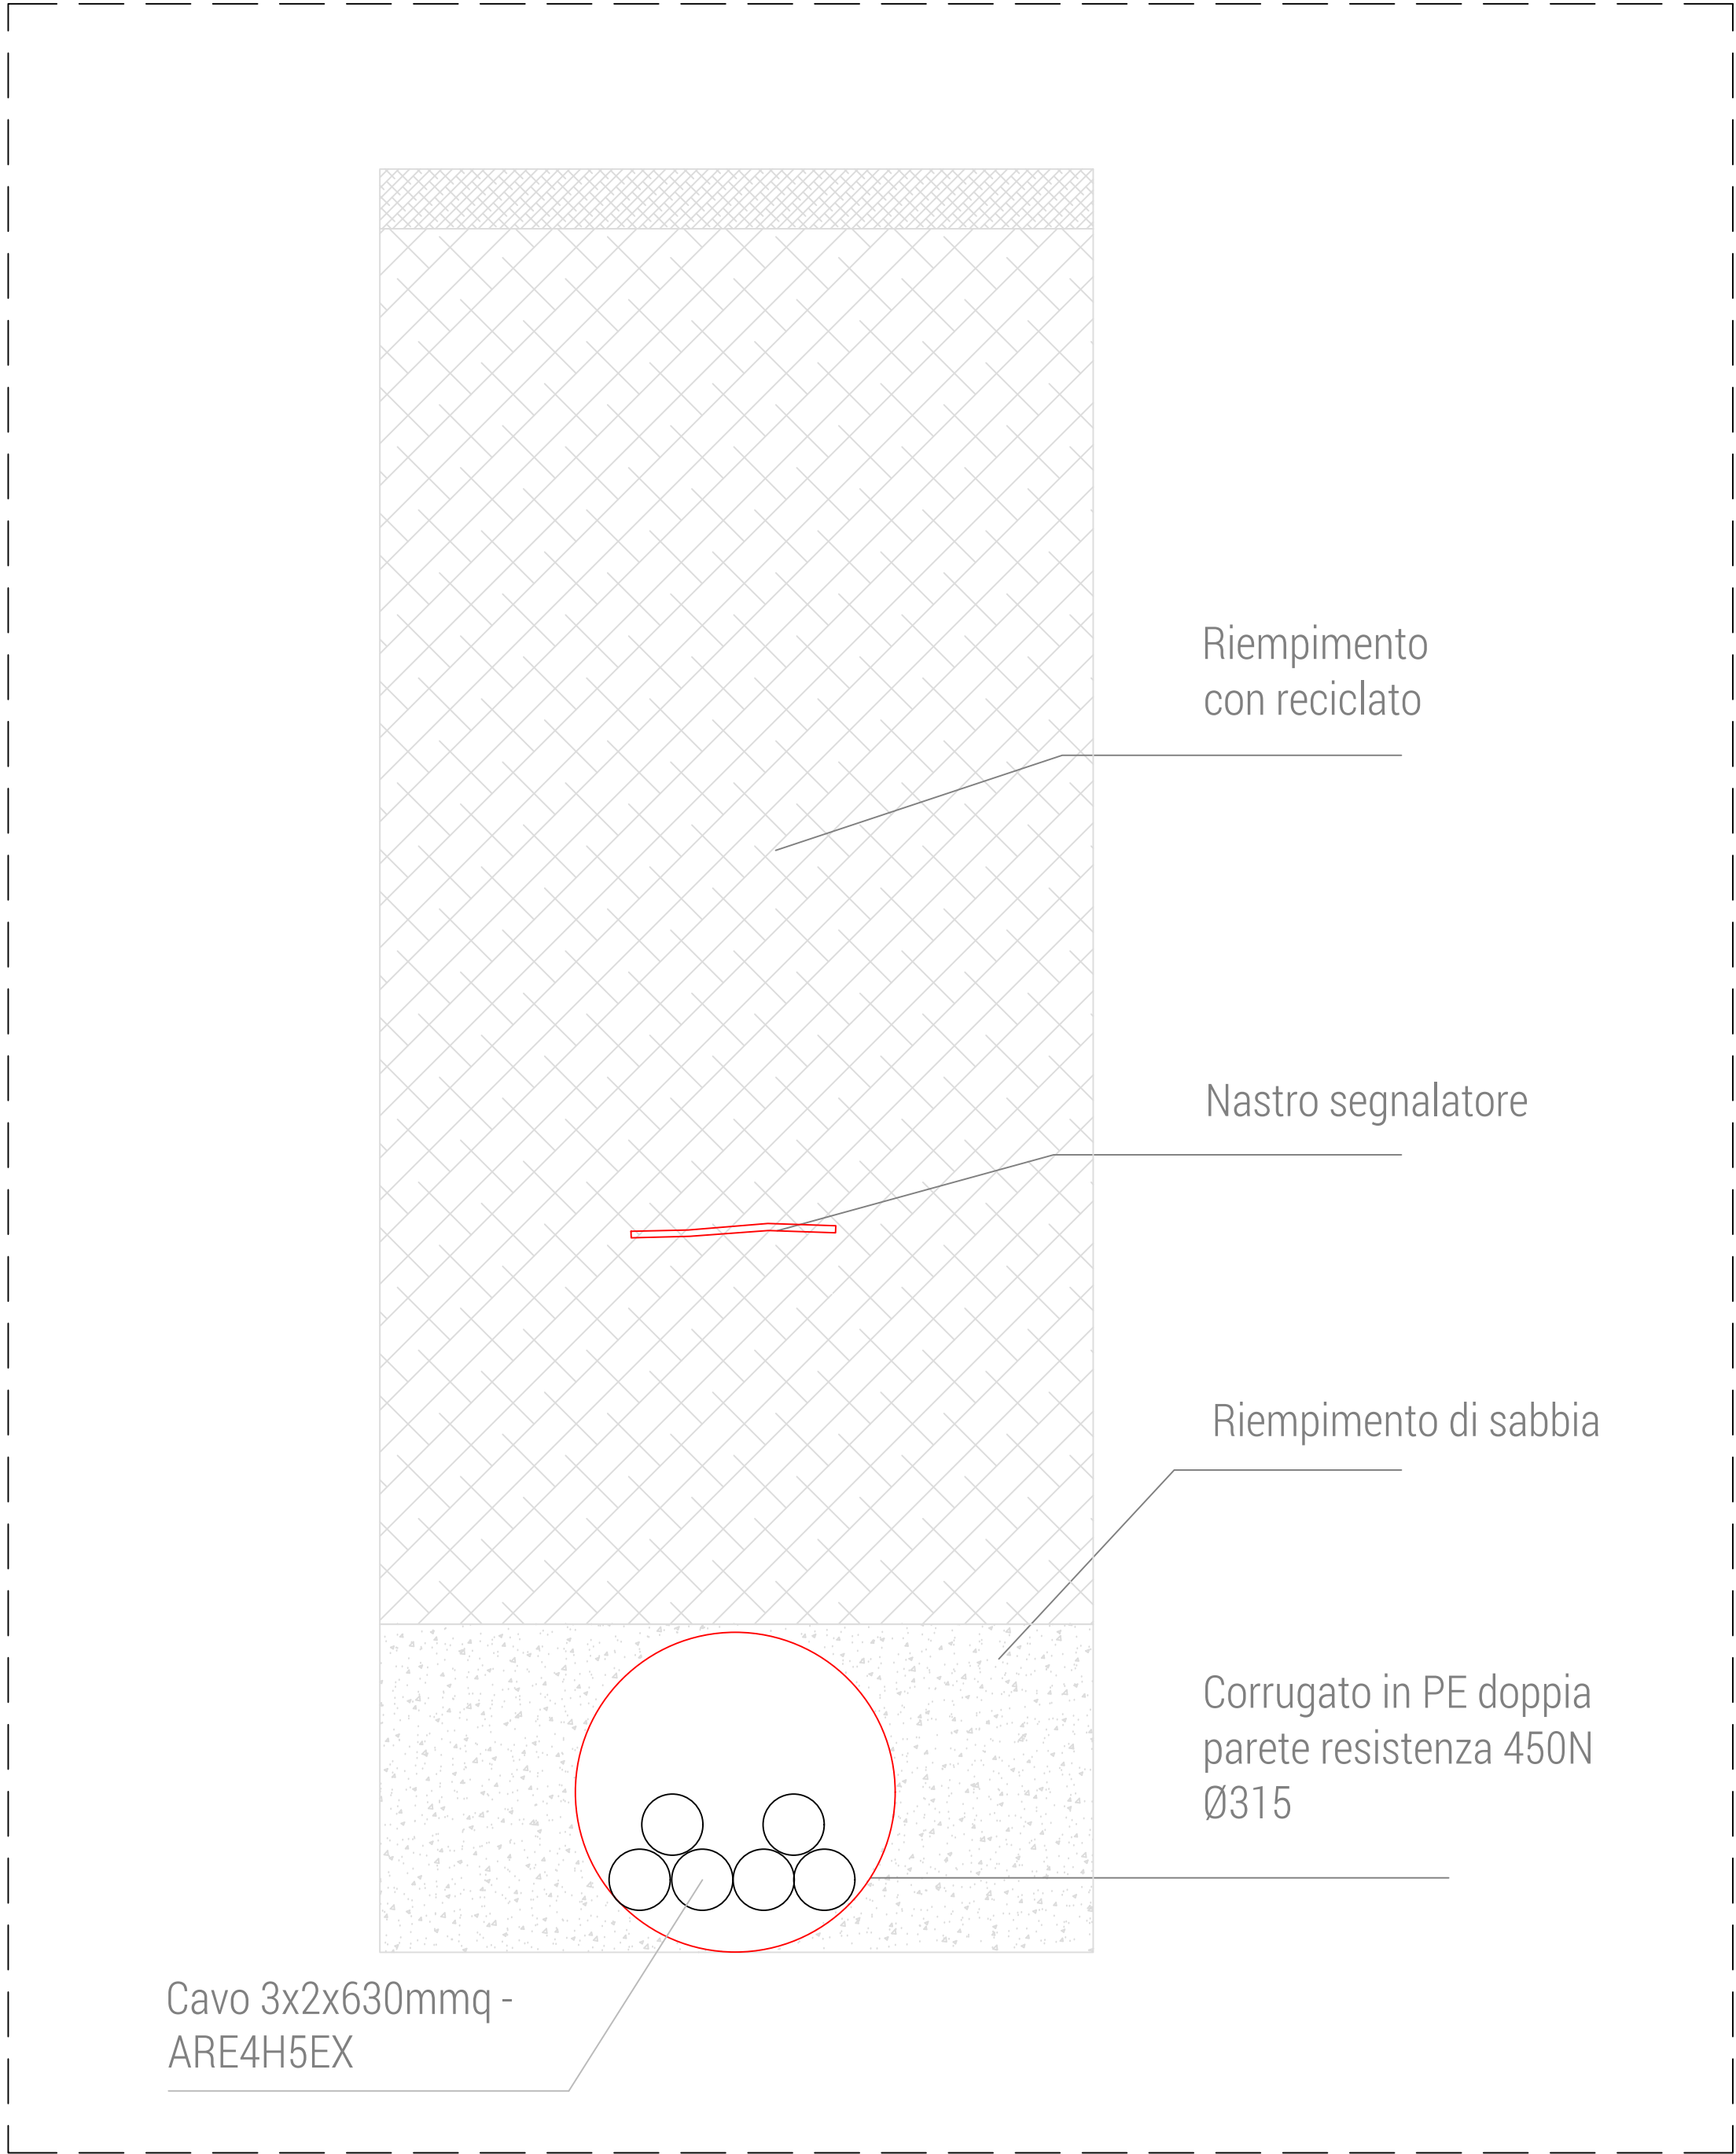 Riempimento
con reciclato
Nastro segnalatore
Riempimento di sabbia
Corrugato in PE doppia
parete resistenza 450N
Ø315
Cavo 3x2x630mmq -
ARE4H5EX